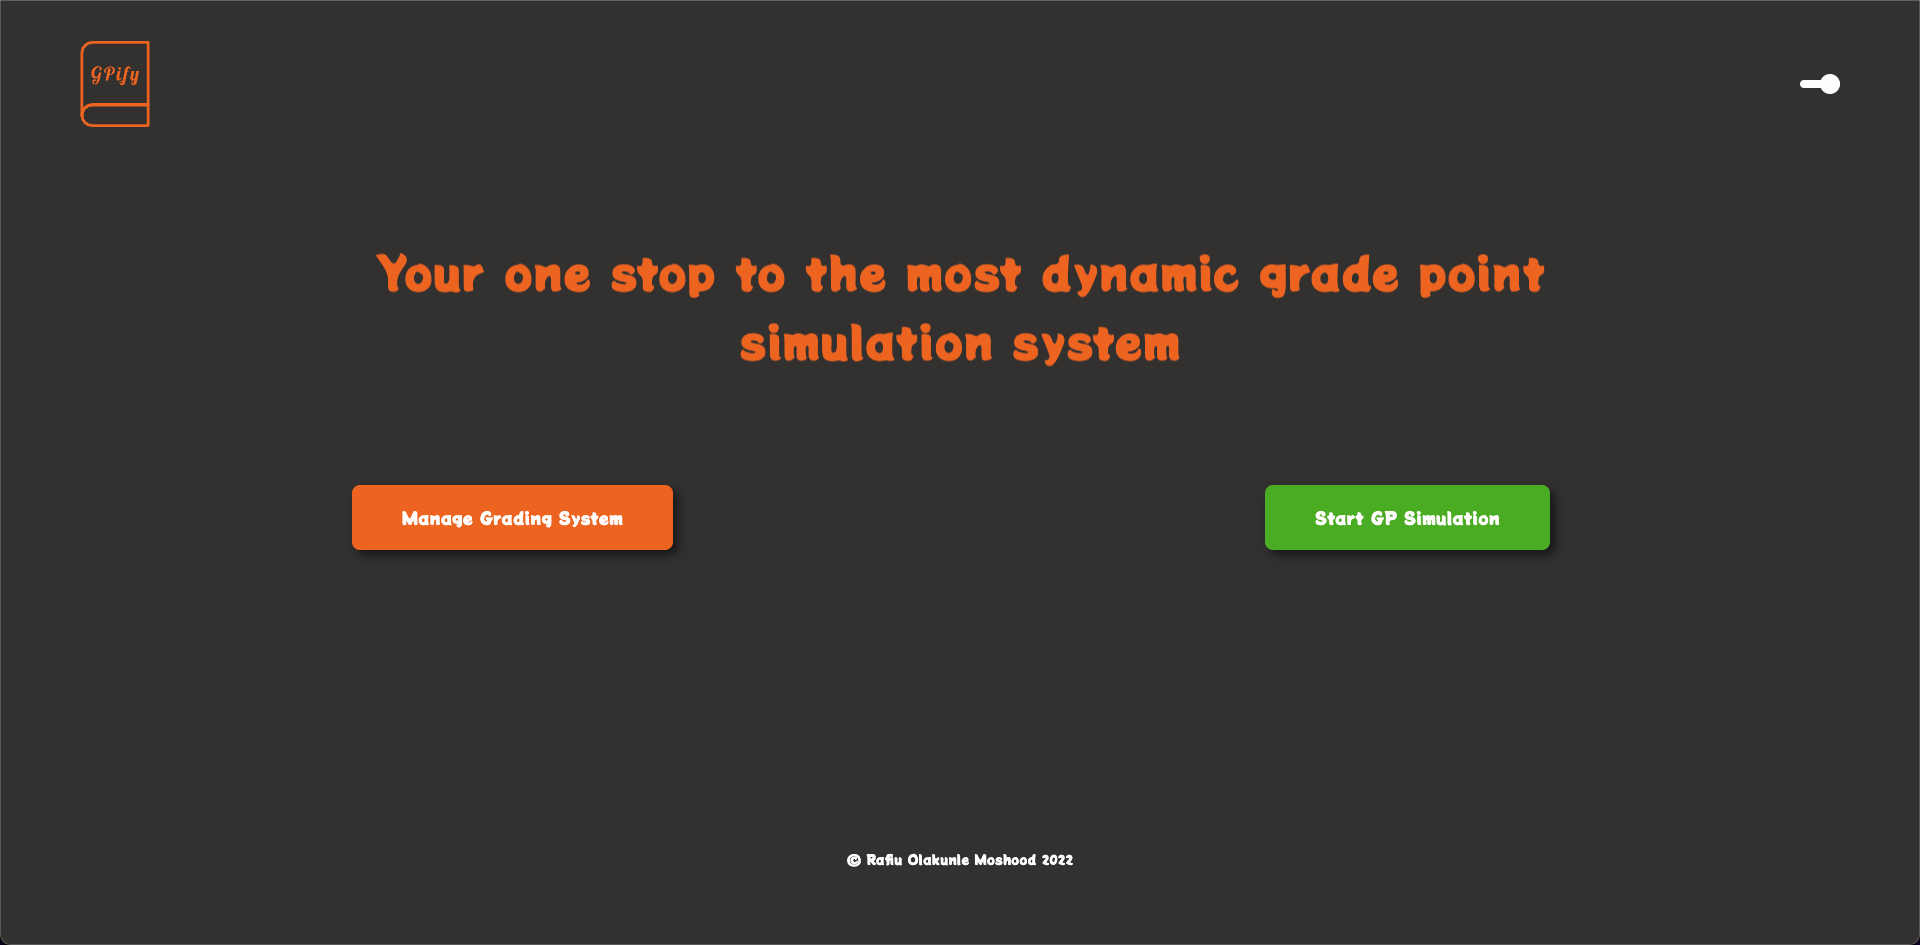 GPify
Your one stop to the most dynamic grade point
simulation system
Manage Grading System
Start GP Simulation
© Rafiu Olakunle Moshood 2022